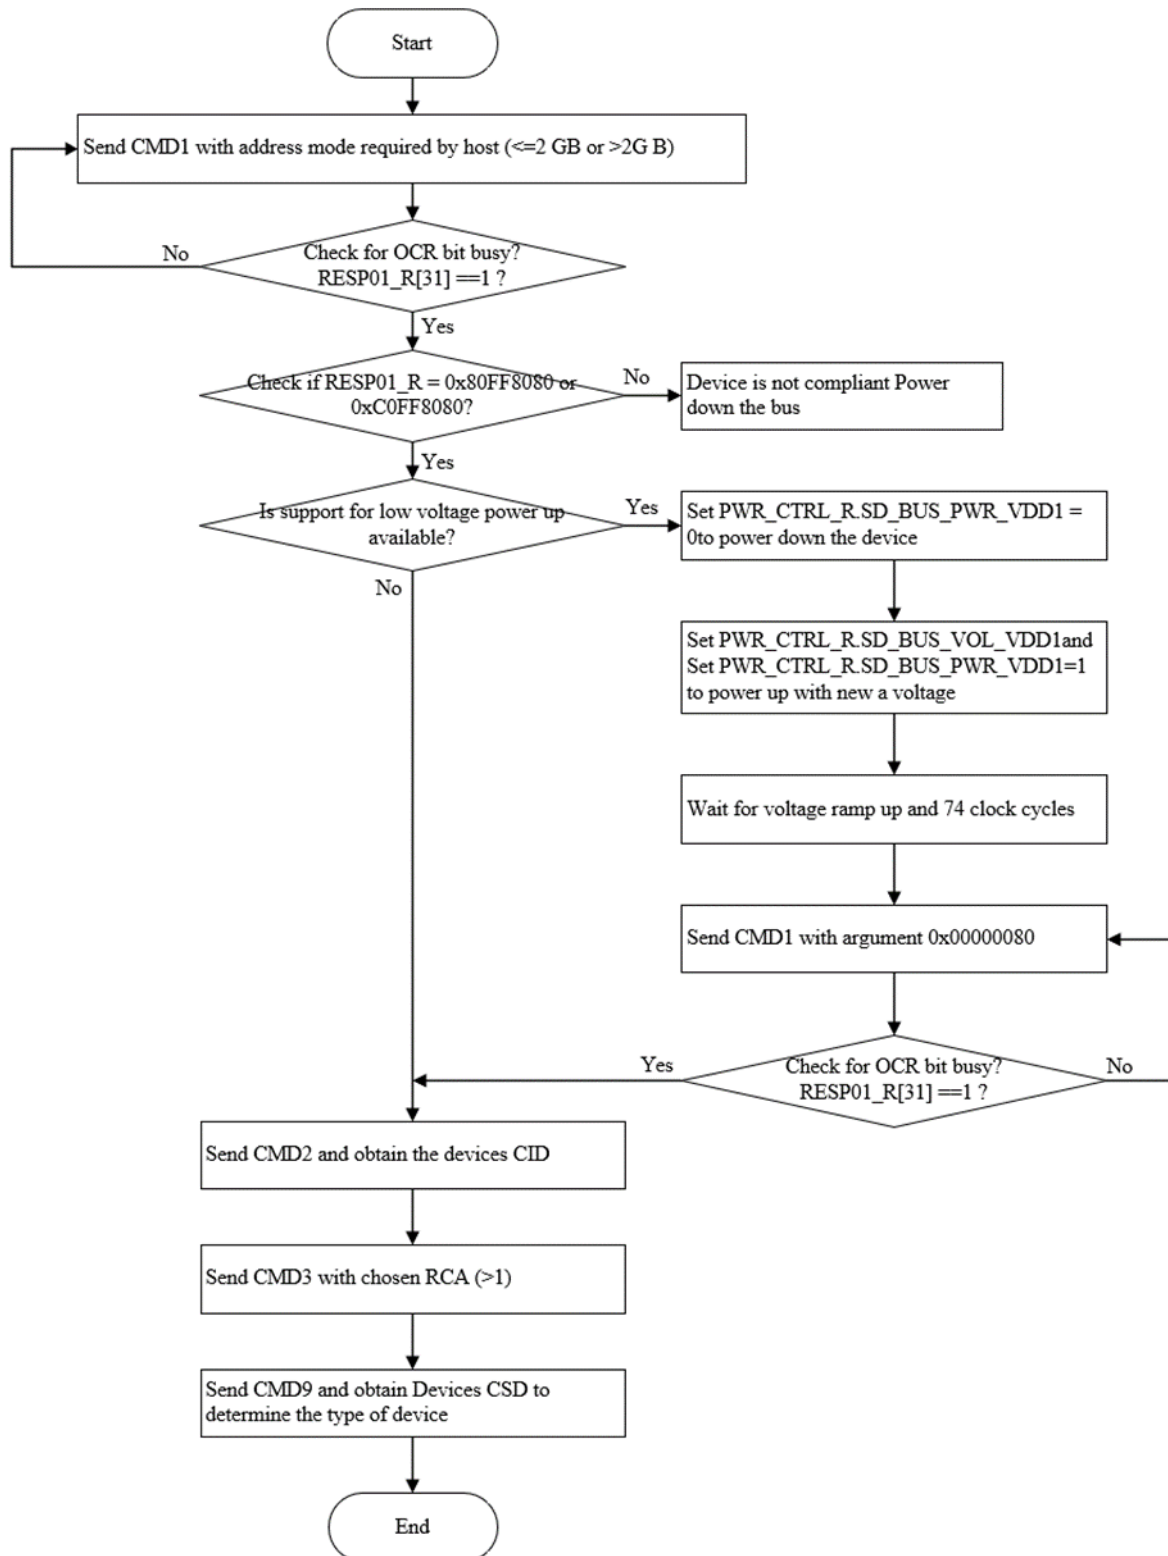 Start
Send CMD1 with address mode required by host (<=2 GB or >2G B)
No
Check for OCR bit busy?
RESP01_R[31] ==1 ?
Yes
Check if RESP01_R = 0x80FF8080 or
0xC0FF8080?
No
Device is not compliant Power
down the bus
Yes
Is support for low voltage power up
available?
Yes
Set PWR_CTRL_R.SD_BUS_PWR_VDD1 =
0to power down the device
No
Set PWR_CTRL_R.SD_BUS_VOL_VDD1and
Set PWR_CTRL_R.SD_BUS_PWR_VDD1=1
to power up with new a voltage
Wait for voltage ramp up and 74 clock cycles
Send CMD1 with argument 0x00000080
Yes
Check for OCR bit busy?
RESP01_R[31] ==1 ?
No
Send CMD2 and obtain the devices CID
Send CMD3 with chosen RCA (>1)
Send CMD9 and obtain Devices CSD to
determine the type of device
End